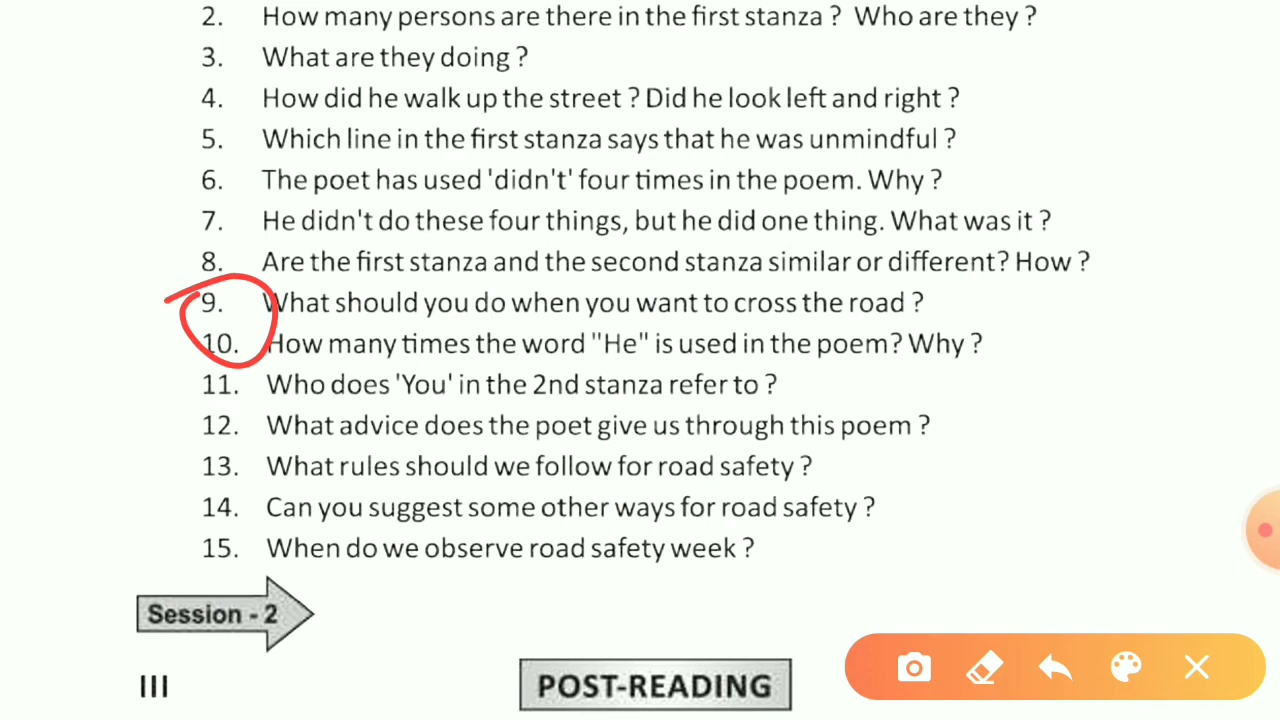 2. How many persons are there in the first stanza ? Who are they ?
3. What are they doing ?
4. How did he walk up the street ? Did he look left and right ?
5. Which line in the first stanza says that he was unmindful ?
6. The poet has used 'didn't' four times in the poem. Why ?
7. He didn't do these four things, but he did one thing. What was it ?
8. Are the first stanza and the second stanza similar or different? How ?
9. What should you do when you want to cross the road ?
10. How many times the word "He" is used in the poem? Why ?
11. Who does 'You' in the 2nd stanza refer to ?
12. What advice does the poet give us through this poem ?
13. What rules should we follow for road safety ?
14. Can you suggest some other ways for road safety ?
15. When do we observe road safety week ?
Session - 2
III POST-READING